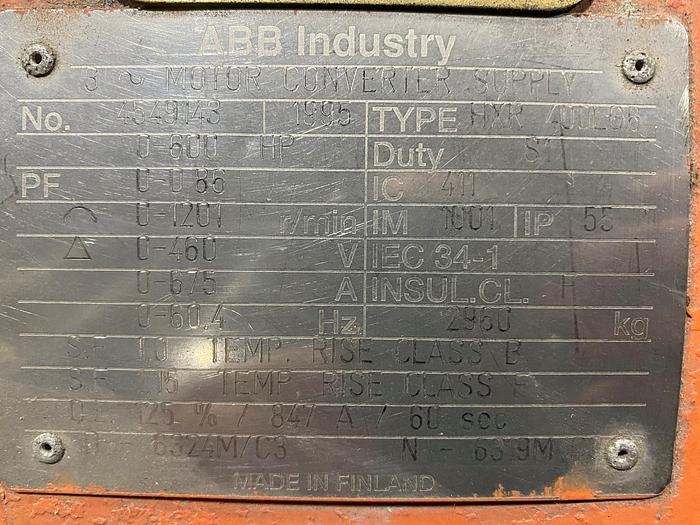 ABB Industry
3 ~ MOTOR CONVERTER SUPPLY
No. 4549143 1995 TYPE HXR 400LG6
0-600 HP Duty S1
PF 0-0.86 IC 411
0-1201 r/min IM 1001 IP 55
△ 0-460 V IEC 34-1
0-675 A INSUL.CL. H
0-60,4 Hz 2960 kg
S.F. 1.0 TEMP. RISE CLASS B
S.F. 1.15 TEMP RISE CLASS F
O.L. 125 % / 847 A / 60 sec
D - 6324M/C3 N - 6319M
MADE IN FINLAND